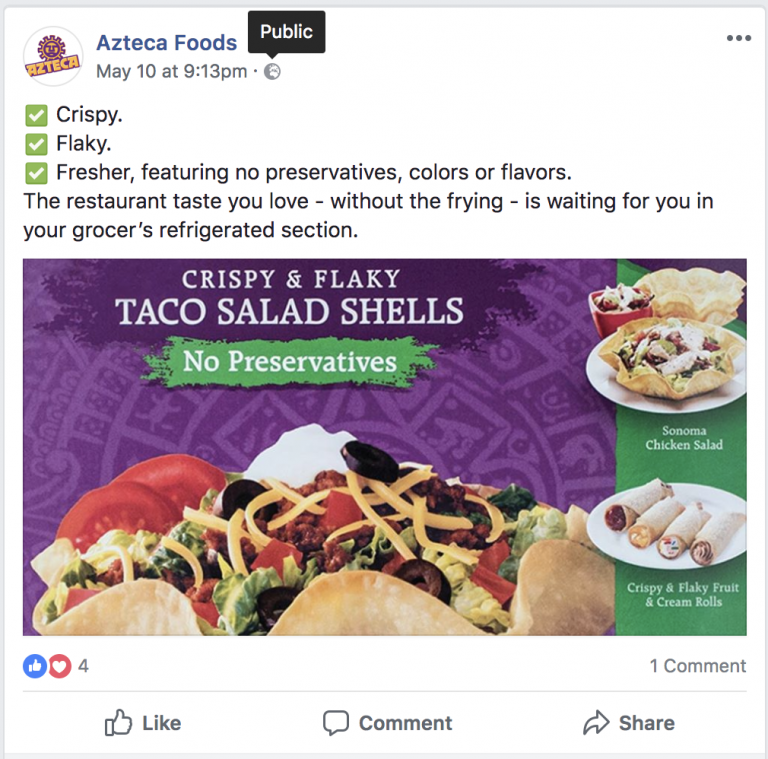 Public
Azteca Foods
May 10 at 9:13pm ·
AZTECA
✅ Crispy.
✅ Flaky.
✅ Fresher, featuring no preservatives, colors or flavors.
The restaurant taste you love - without the frying - is waiting for you in
your grocer's refrigerated section.
CRISPY & FLAKY
TACO SALAD SHELLS
No Preservatives
Sonoma
Chicken Salad
Crispy & Flaky Fruit
& Cream Rolls
4
1 Comment
Like
Comment
Share